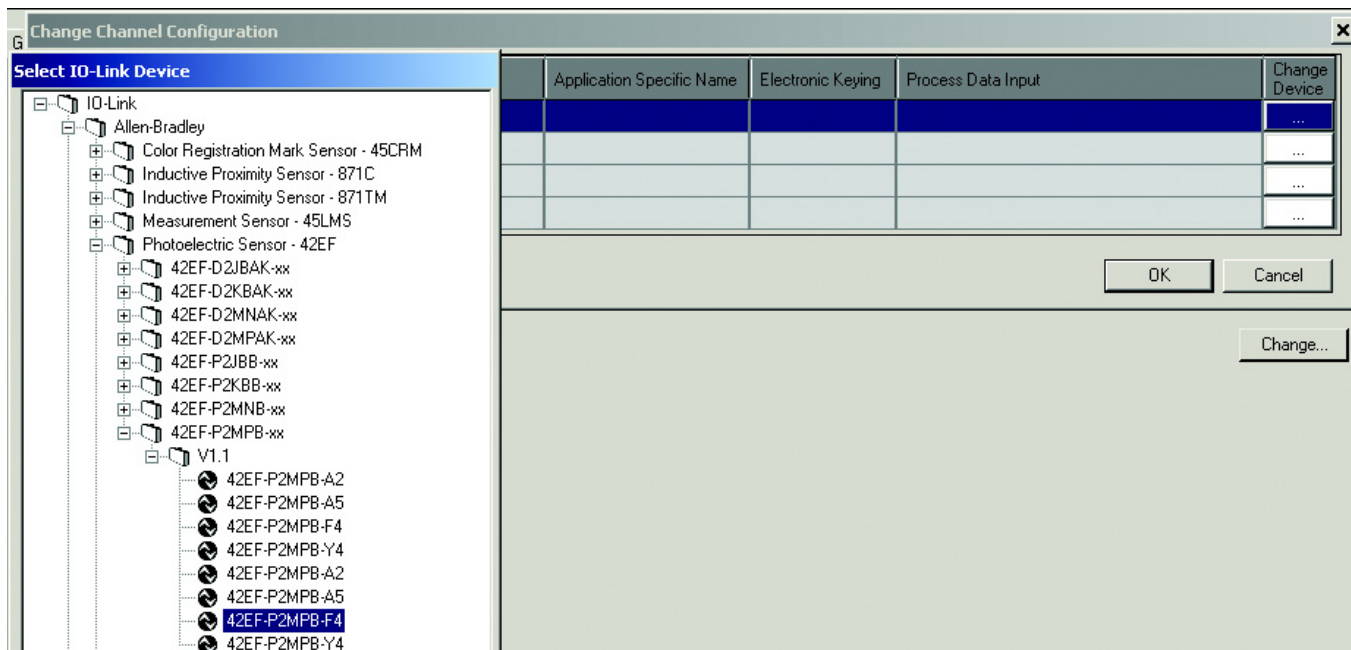 Change Channel Configuration
G
Select IO-Link Device
Application Specific Name
Electronic Keying
Process Data Input
Change
Device
IO-Link
...
Allen-Bradley
Color Registration Mark Sensor - 45CRM
...
Inductive Proximity Sensor - 871C
...
Inductive Proximity Sensor - 871TM
...
Measurement Sensor - 45LMS
Photoelectric Sensor - 42EF
42EF-D2JBAK-xx
42EF-D2KBAK-xx
42EF-D2MNAK-xx
42EF-D2MPAK-xx
42EF-P2JBB-xx
42EF-P2KBB-xx
42EF-P2MNB-xx
42EF-P2MPB-xx
V1.1
42EF-P2MPB-A2
42EF-P2MPB-A5
42EF-P2MPB-F4
42EF-P2MPB-Y4
42EF-P2MPB-A2
42EF-P2MPB-A5
42EF-P2MPB-F4
42EF-P2MPB-Y4
OK
Cancel
Change...